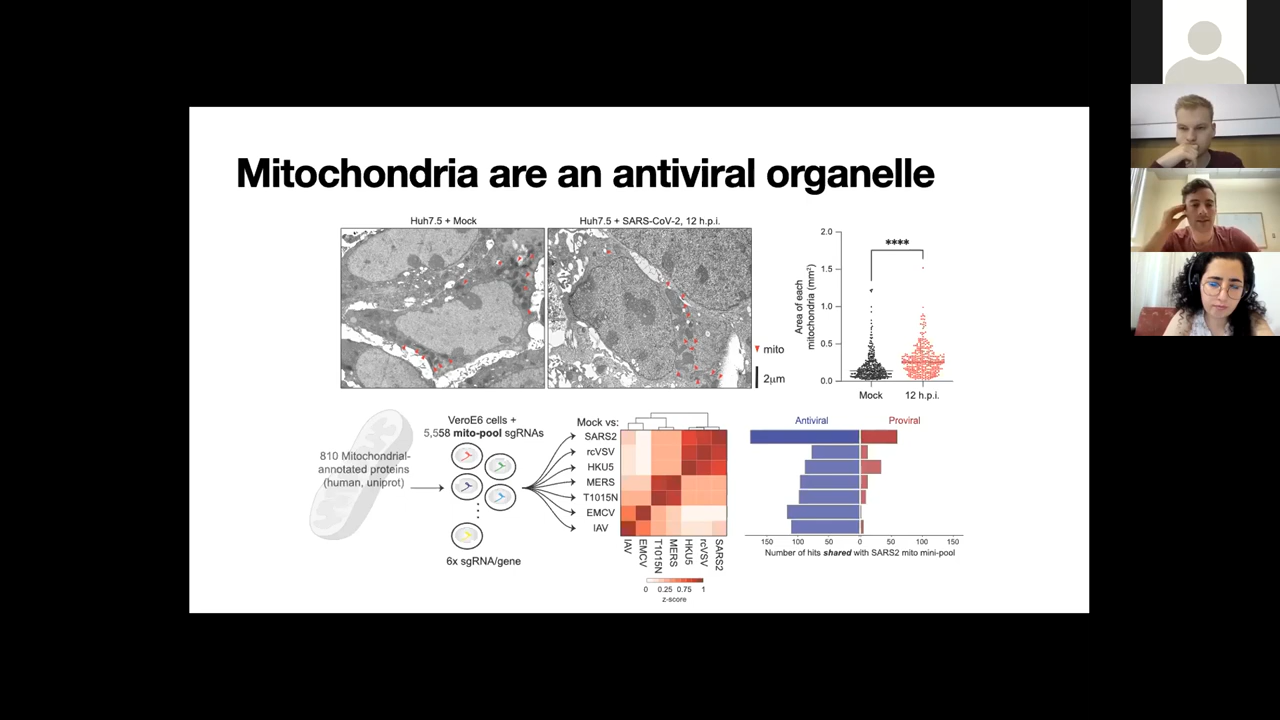 Mitochondria are an antiviral organelle
Huh7.5 + Mock
Huh7.5 + SARS-CoV-2, 12 h.p.i.
mito
2μm
Area of each
mitochondria (mm²)
2.0
1.5
1.0
0.5
0.0
****
Mock
12 h.p.i.
810 Mitochondrial-
annotated proteins
(human, uniprot)
VeroE6 cells +
5,558 mito-pool sgRNAs
6x sgRNA/gene
Mock vs:
SARS2
rcVSV
HKU5
MERS
T1015N
EMCV
IAV
IAV
EMCV
T1015N
MERS
HKU5
rcVSV
SARS2
0 0.25 0.75 1
z-score
Antiviral
Proviral
150 100 50 0 50 100 150
Number of hits shared with SARS2 mito mini-pool